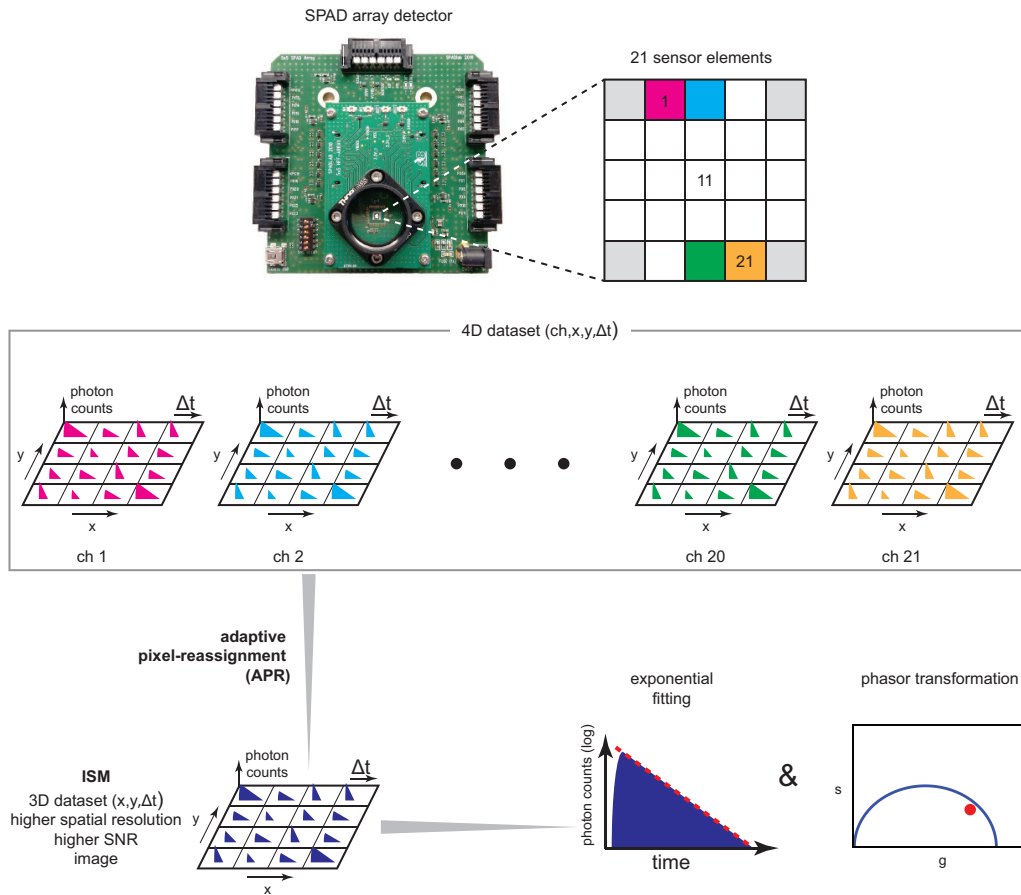 SPAD array detector
21 sensor elements
1
11
21
4D dataset (ch,x,y,Δt)
photon
counts
Δt
y
x
ch 1
photon
counts
Δt
y
x
ch 2
photon
counts
Δt
y
x
ch 20
photon
counts
Δt
y
x
ch 21
adaptive
pixel-reassignment
(APR)
ISM
3D dataset (x,y,Δt)
higher spatial resolution
higher SNR
image
photon
counts
Δt
y
x
exponential
fitting
photon counts (log)
time
&
phasor transformation
s
g